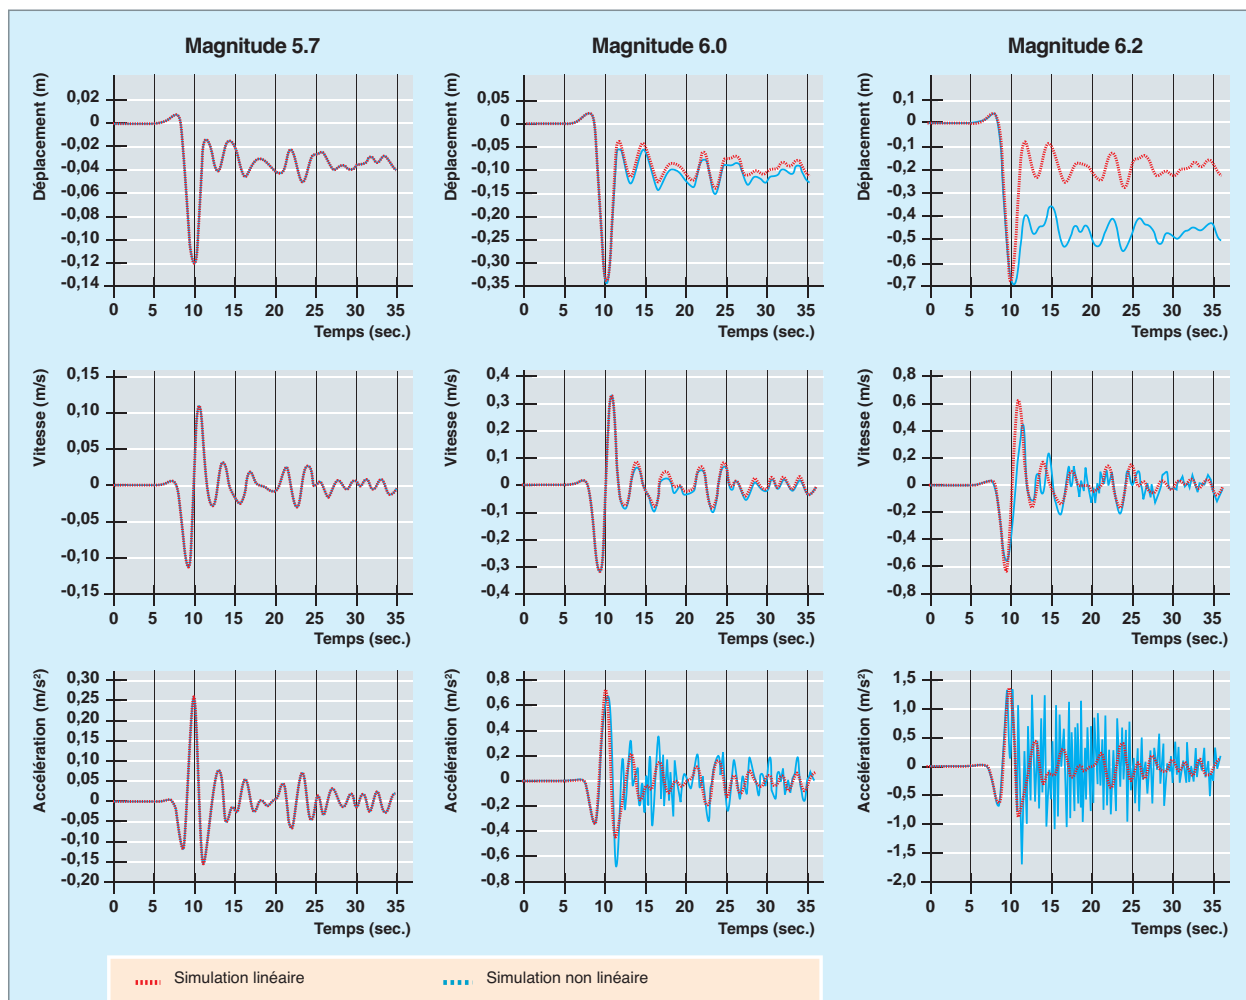 Magnitude 5.7
Magnitude 6.0
Magnitude 6.2
Déplacement (m)
0,02
0
-0,02
-0,04
-0,06
-0,08
-0,10
-0,12
-0,14
0 5 10 15 20 25 30 35
Temps (sec.)
Déplacement (m)
0,05
0
-0,05
-0,10
-0,15
-0,20
-0,25
-0,30
-0,35
0 5 10 15 20 25 30 35
Temps (sec.)
Déplacement (m)
0,1
0
-0,1
-0,2
-0,3
-0,4
-0,5
-0,6
-0,7
0 5 10 15 20 25 30 35
Temps (sec.)
Vitesse (m/s)
0,15
0,10
0,05
0
-0,05
-0,10
-0,15
0 5 10 15 20 25 30 35
Temps (sec.)
Vitesse (m/s)
0,4
0,3
0,2
0,1
0
-0,1
-0,2
-0,3
-0,4
0 5 10 15 20 25 30 35
Temps (sec.)
Vitesse (m/s)
0,8
0,6
0,4
0,2
0
-0,2
-0,4
-0,6
-0,8
0 5 10 15 20 25 30 35
Temps (sec.)
Accélération (m/s²)
0,30
0,25
0,20
0,15
0,10
0,05
0
-0,05
-0,10
-0,15
-0,20
0 5 10 15 20 25 30 35
Temps (sec.)
Accélération (m/s²)
0,8
0,6
0,4
0,2
0
-0,2
-0,4
-0,6
-0,8
0 5 10 15 20 25 30 35
Temps (sec.)
Accélération (m/s²)
1,5
1,0
0,5
0
-0,5
-1,0
-1,5
-2,0
0 5 10 15 20 25 30 35
Temps (sec.)
Simulation linéaire
Simulation non linéaire